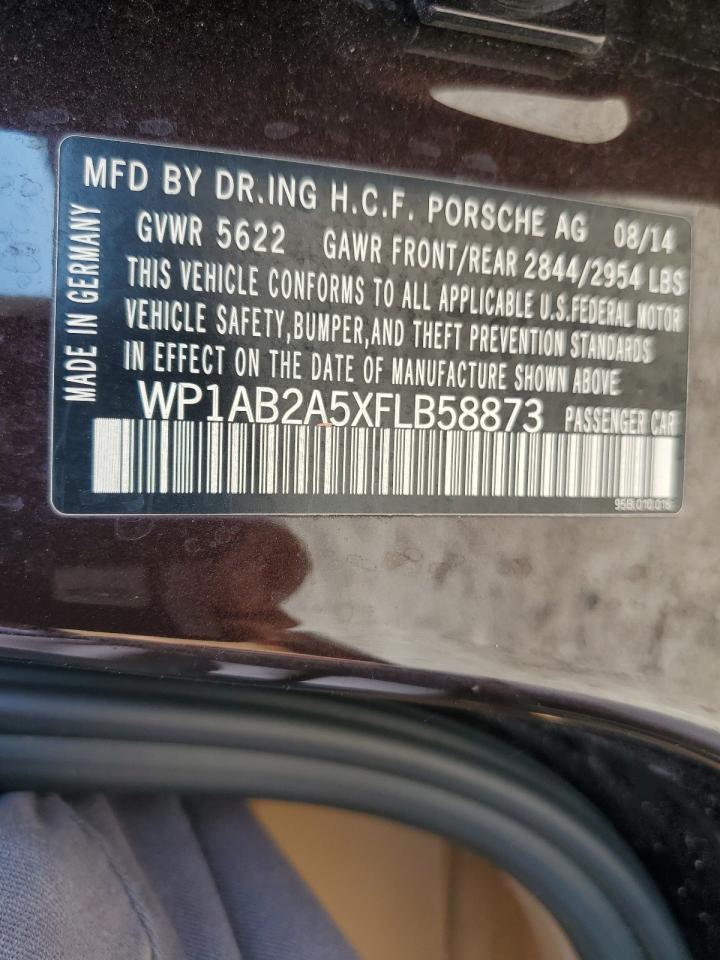 MFD BY DR.ING H.C.F. PORSCHE AG 08/14
GVWR 5622 GAWR FRONT/REAR 2844/2954 LBS
THIS VEHICLE CONFORMS TO ALL APPLICABLE U.S.FEDERAL MOTOR
VEHICLE SAFETY,BUMPER,AND THEFT PREVENTION STANDARDS
IN EFFECT ON THE DATE OF MANUFACTURE SHOWN ABOVE
WP1AB2A5XFLB58873 PASSENGER CAR
MADE IN GERMANY